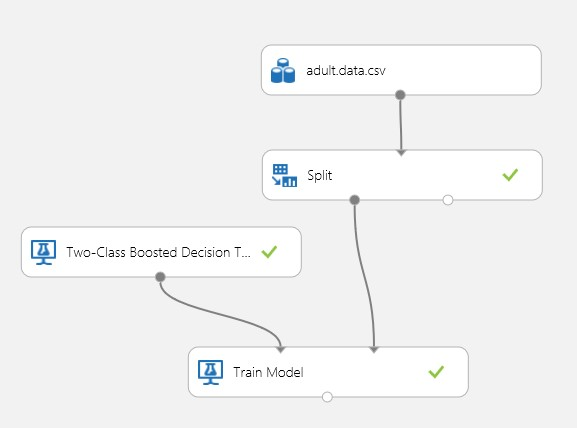 adult.data.csv
Split
Two-Class Boosted Decision T...
Train Model